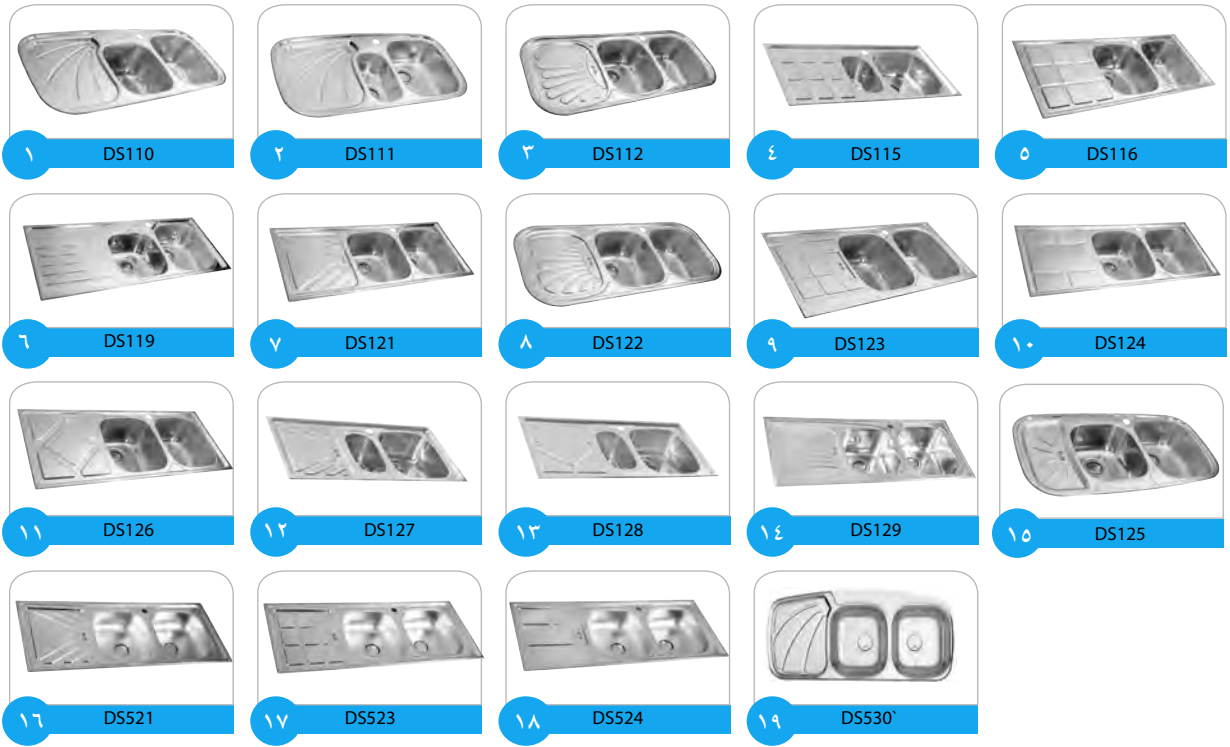 ١ DS110
٢ DS111
٣ DS112
٤ DS115
٥ DS116
٦ DS119
٧ DS121
٨ DS122
٩ DS123
١٠ DS124
١١ DS126
١٢ DS127
١٣ DS128
١٤ DS129
١٥ DS125
١٦ DS521
١٧ DS523
١٨ DS524
١٩ DS530`